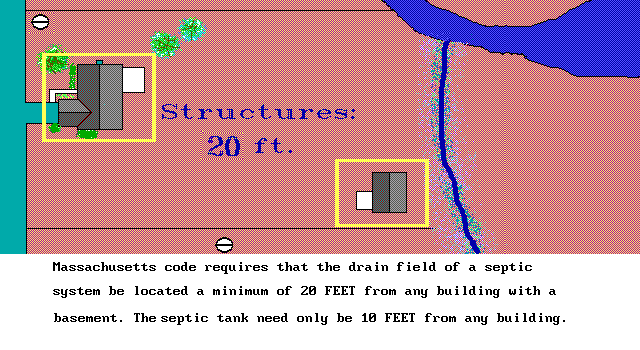 Structures:
20 ft.
Massachusetts code requires that the drain field of a septic
system be located a minimum of 20 FEET from any building with a
basement. The septic tank need only be 10 FEET from any building.